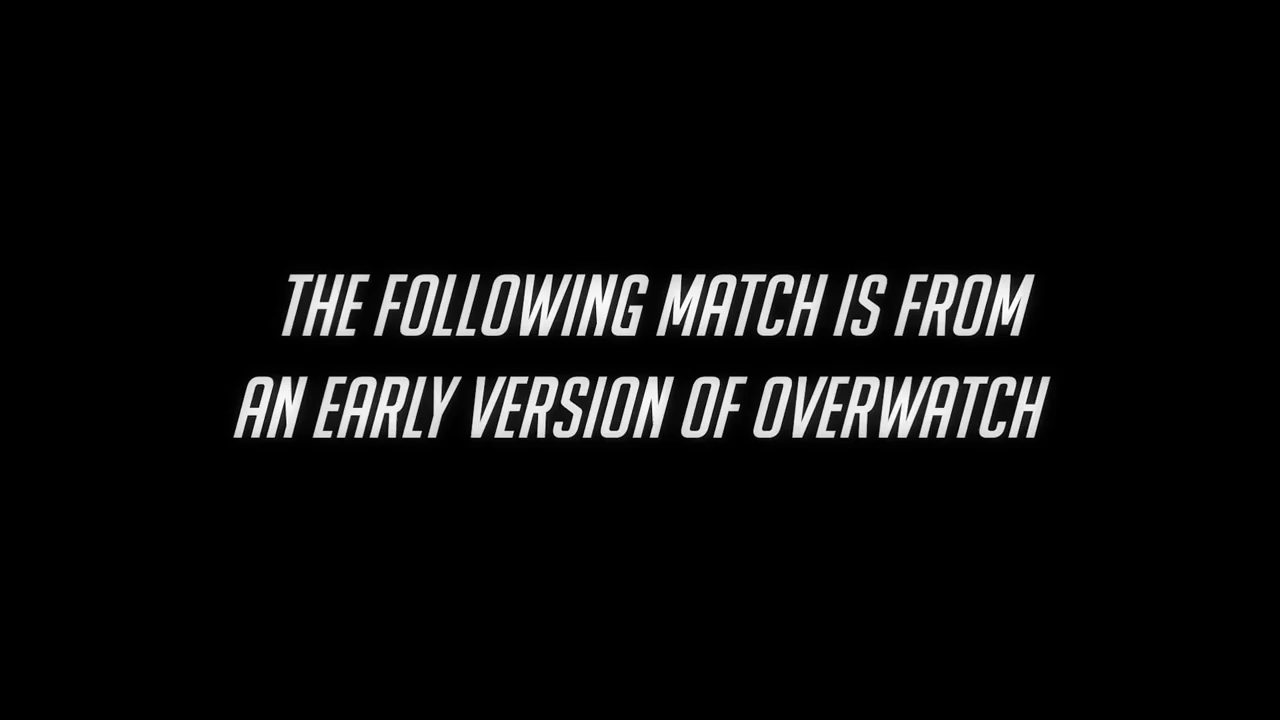 THE FOLLOWING MATCH IS FROM
AN EARLY VERSION OF OVERWATCH